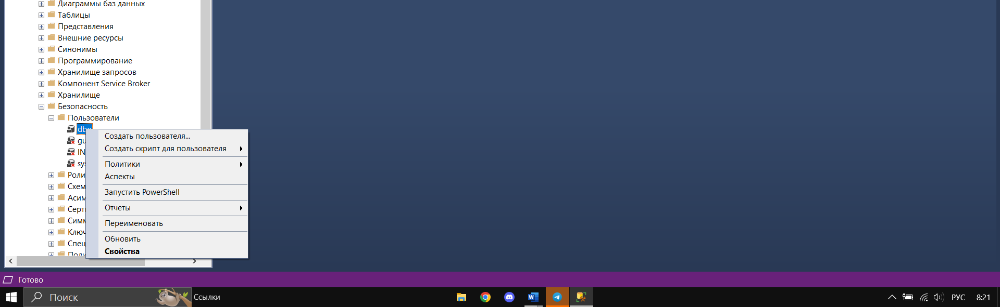 Диаграммы баз данных
Таблицы
Представления
Внешние ресурсы
Синонимы
Программирование
Хранилище запросов
Компонент Service Broker
Хранилище
Безопасность
Пользователи
dbo
gu
IN
sys
Роли
Схем
Асим
Серт
Симм
Ключ
Спец
Поли
Создать пользователя...
Создать скрипт для пользователя
Политики
Аспекты
Запустить PowerShell
Отчеты
Переименовать
Обновить
Свойства
Готово
Поиск
Ссылки
РУС
8:21